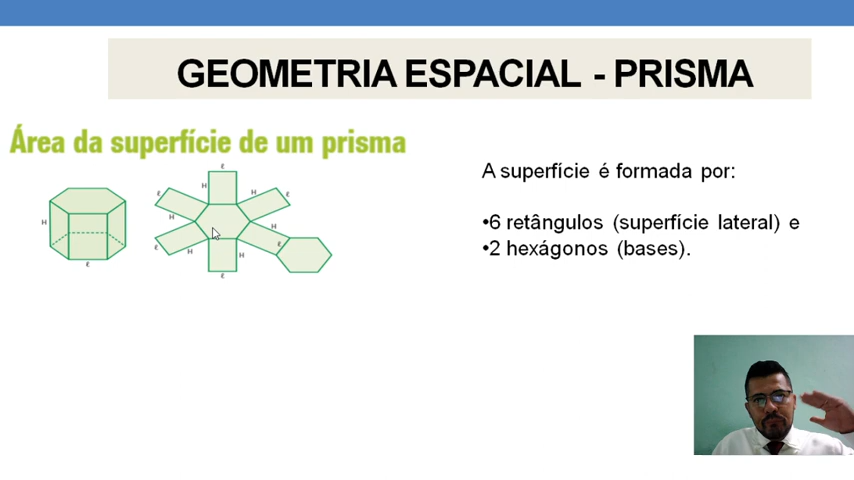 GEOMETRIA ESPACIAL - PRISMA
Área da superfície de um prisma
A superfície é formada por:
•6 retângulos (superfície lateral) e
•2 hexágonos (bases).
H
ℓ
ℓ
H
H
ℓ
ℓ
H
H
ℓ
ℓ
H
H
ℓ